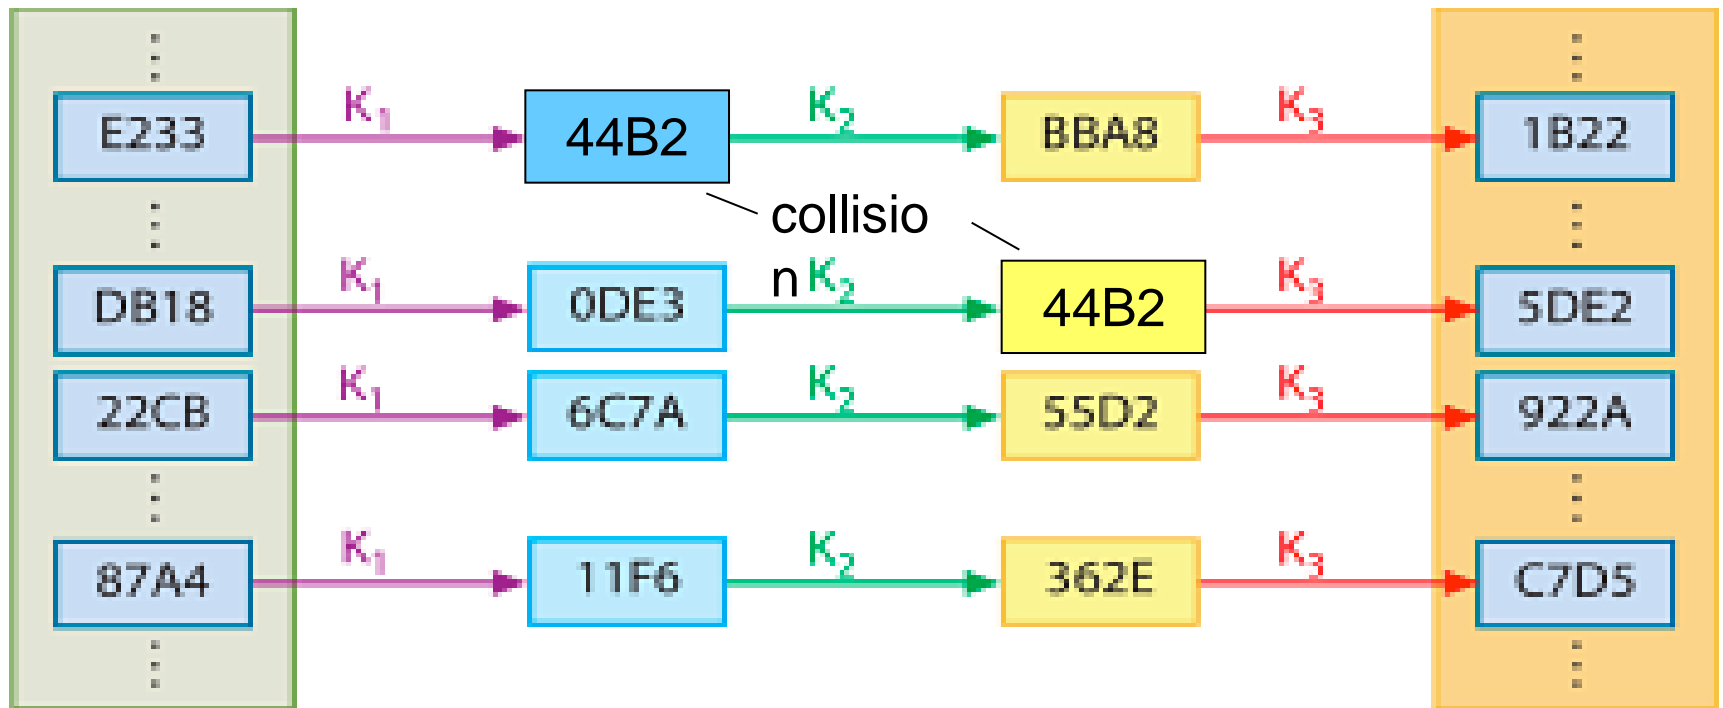 E233 K1 44B2 K2 BBA8 K3 1B22
collisio
n
DB18 K1 0DE3 K2 44B2 K3 5DE2
22CB K1 6C7A K2 55D2 K3 922A
87A4 K1 11F6 K2 362E K3 C7D5